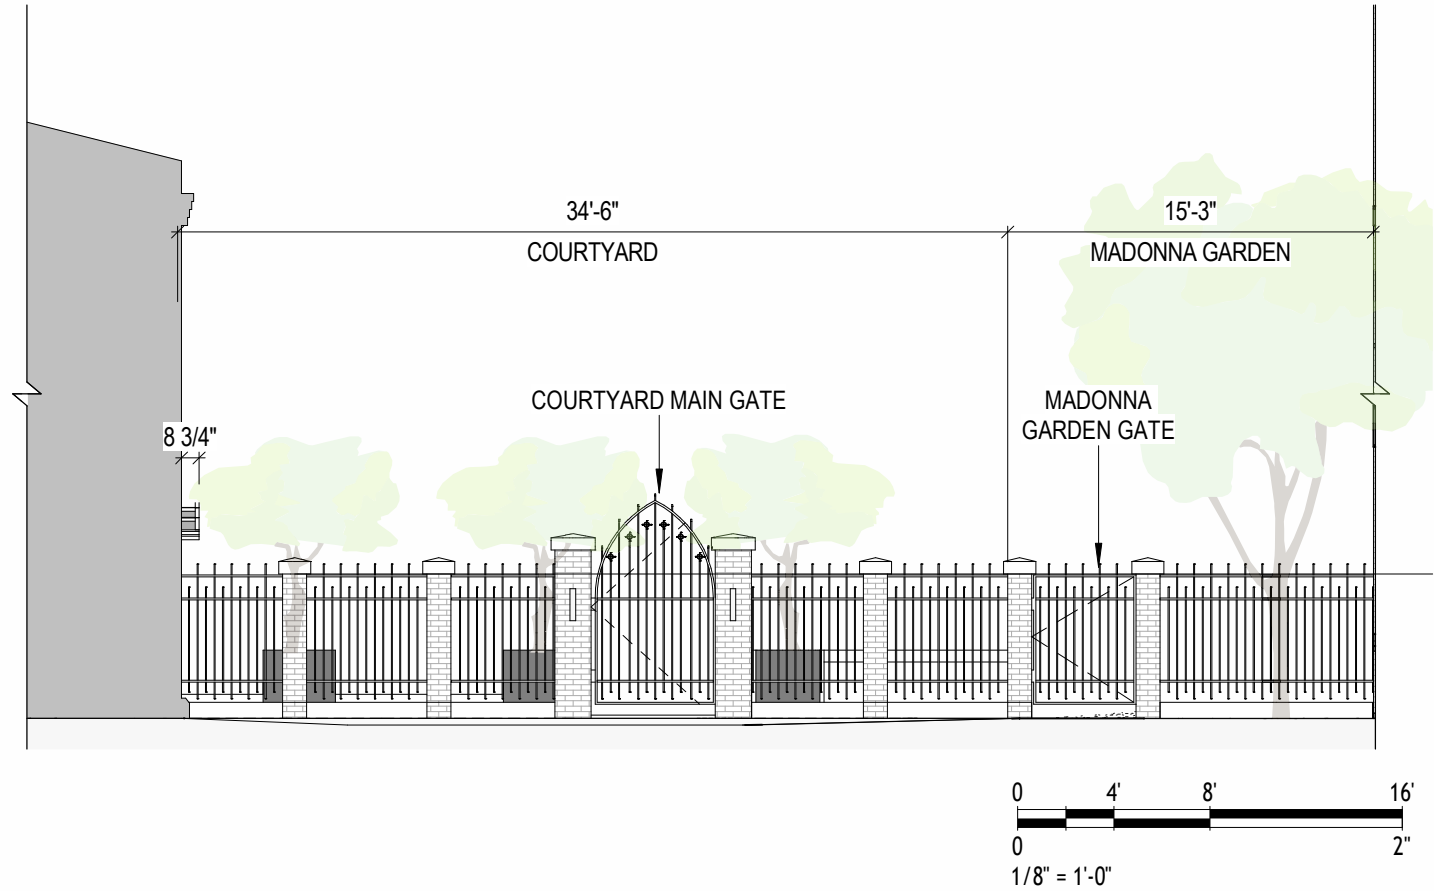 34'-6"
15'-3"
COURTYARD
MADONNA GARDEN
COURTYARD MAIN GATE
MADONNA
GARDEN GATE
8 3/4"
0 4' 8' 16'
0 2"
1/8" = 1'-0"